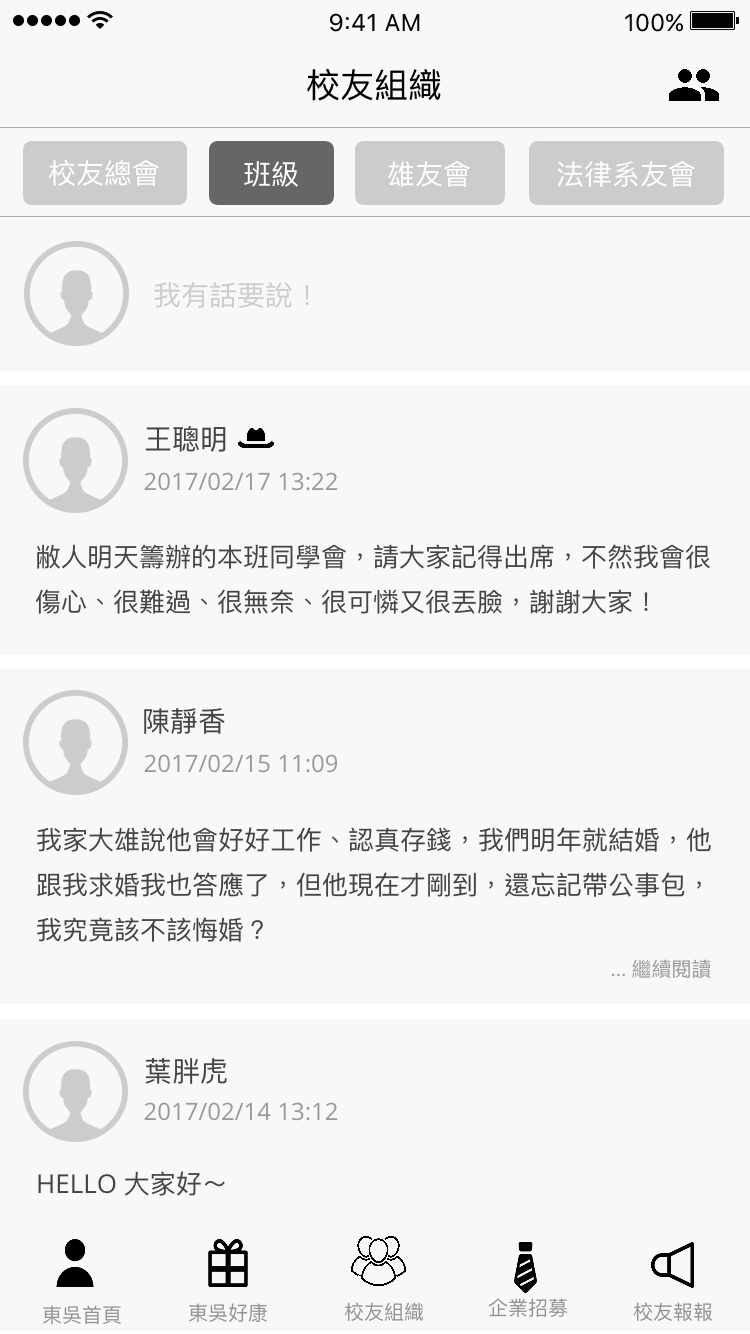 9:41 AM 100%
校友組織
校友總會 班級 雄友會 法律系友會
我有話要說！
王聰明
2017/02/17 13:22
敝人明天籌辦的本班同學會，請大家記得出席，不然我會很
傷心、很難過、很無奈、很可憐又很丟臉，謝謝大家！
陳靜香
2017/02/15 11:09
我家大雄說他會好好工作、認真存錢，我們明年就結婚，他
跟我求婚我也答應了，但他現在才剛到，還忘記帶公事包，
我究竟該不該悔婚？
... 繼續閱讀
葉胖虎
2017/02/14 13:12
HELLO 大家好～
東吳首頁 東吳好康 校友組織 企業招募 校友報報